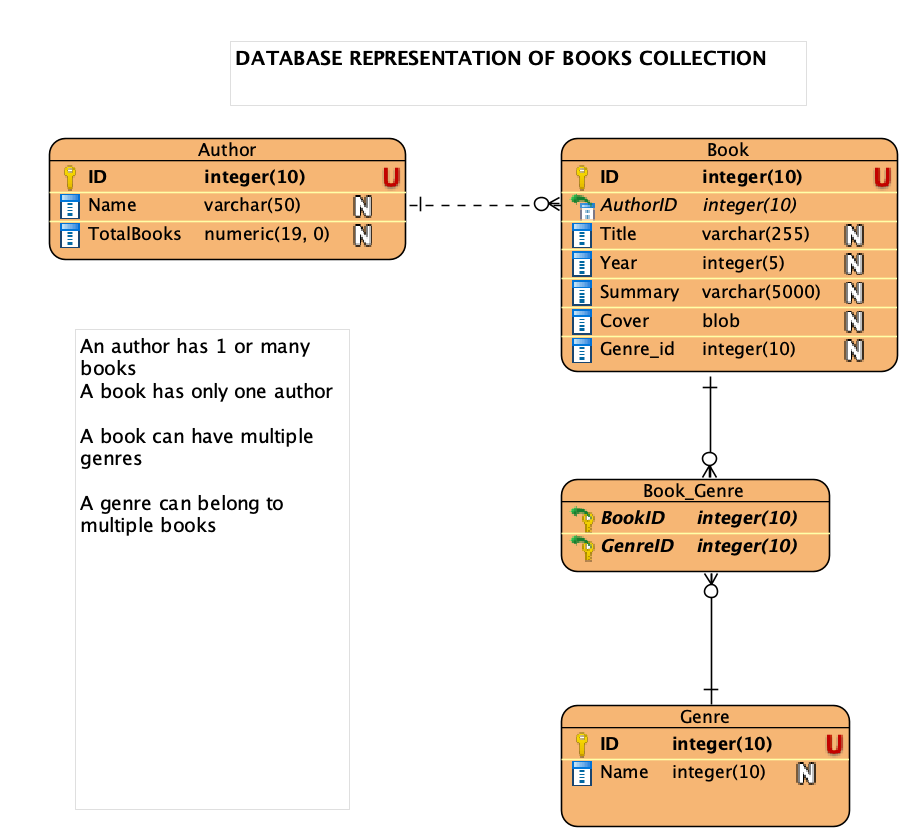 DATABASE REPRESENTATION OF BOOKS COLLECTION
Author
ID integer(10) U
Name varchar(50) N
TotalBooks numeric(19, 0) N
Book
ID integer(10) U
AuthorID integer(10)
Title varchar(255) N
Year integer(5) N
Summary varchar(5000) N
Cover blob N
Genre_id integer(10) N
An author has 1 or many
books
A book has only one author
A book can have multiple
genres
A genre can belong to
multiple books
Book_Genre
BookID integer(10)
GenreID integer(10)
Genre
ID integer(10) U
Name integer(10) N